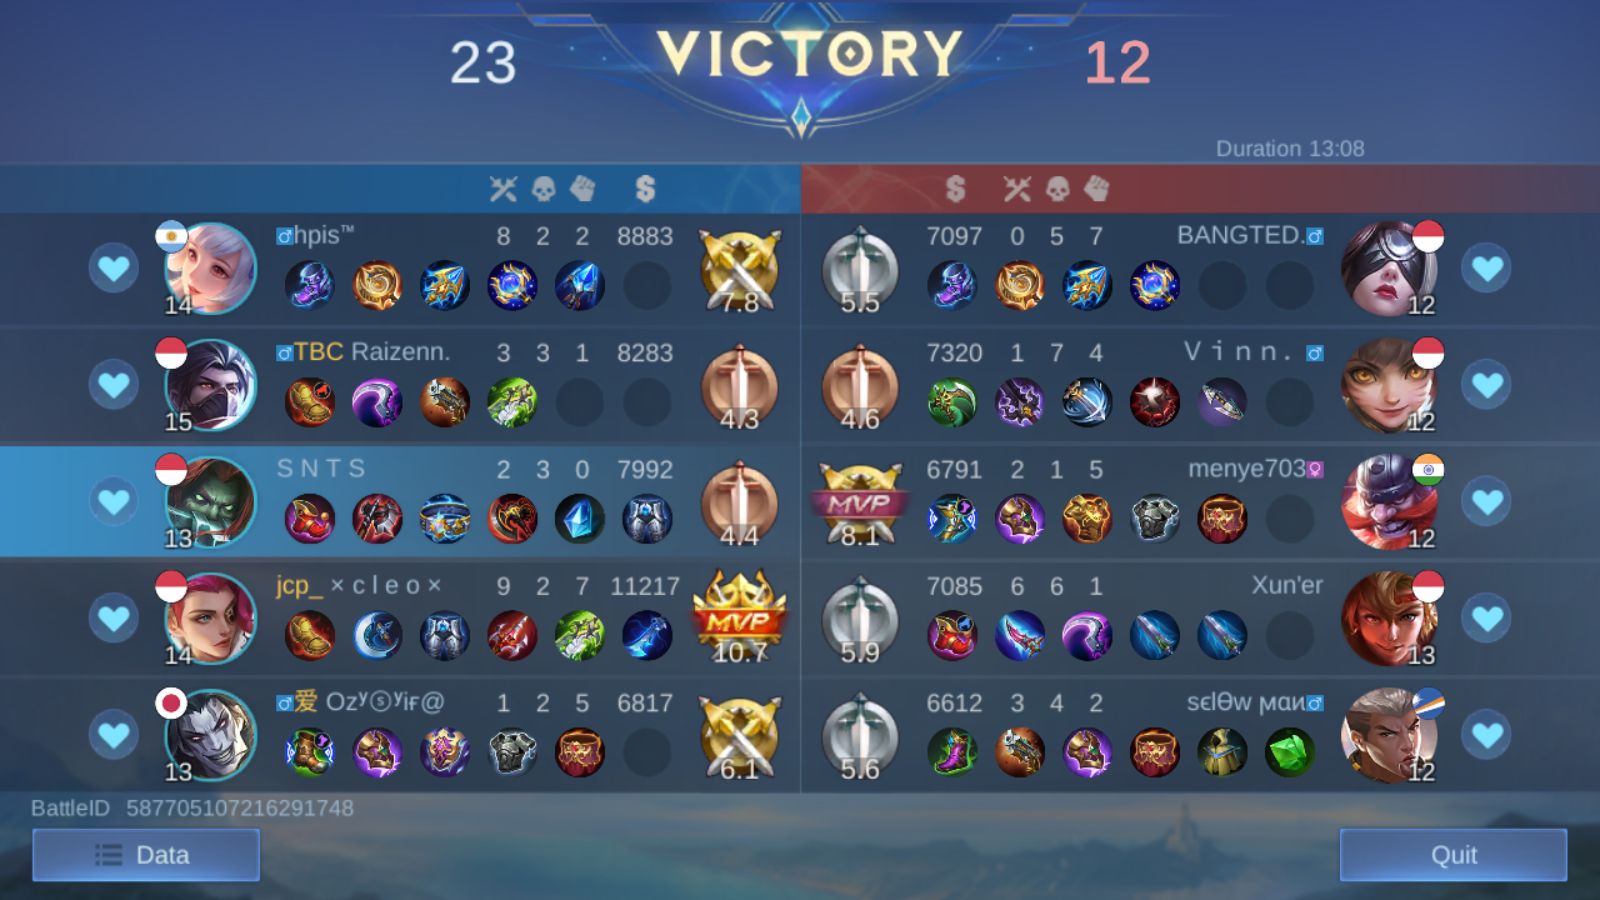 23 VICTORY 12
Duration 13:08
hpis™ 8 2 2 8883
14 7.8
7097 0 5 7 BANGTED.
5.5 12
TBC Raizenn. 3 3 1 8283
15 4.3
7320 1 7 4 V i n n .
4.6 12
S N T S 2 3 0 7992
13 4.4
6791 2 1 5 menye703
MVP 8.1 12
jcp_ × c l e o × 9 2 7 11217
14 MVP 10.7
7085 6 6 1 Xun'er
5.9 13
爱 Ozʸⓢʸiғ@ 1 2 5 6817
13 6.1
6612 3 4 2 sєlθw мαи
5.6 12
BattleID 587705107216291748
Data Quit